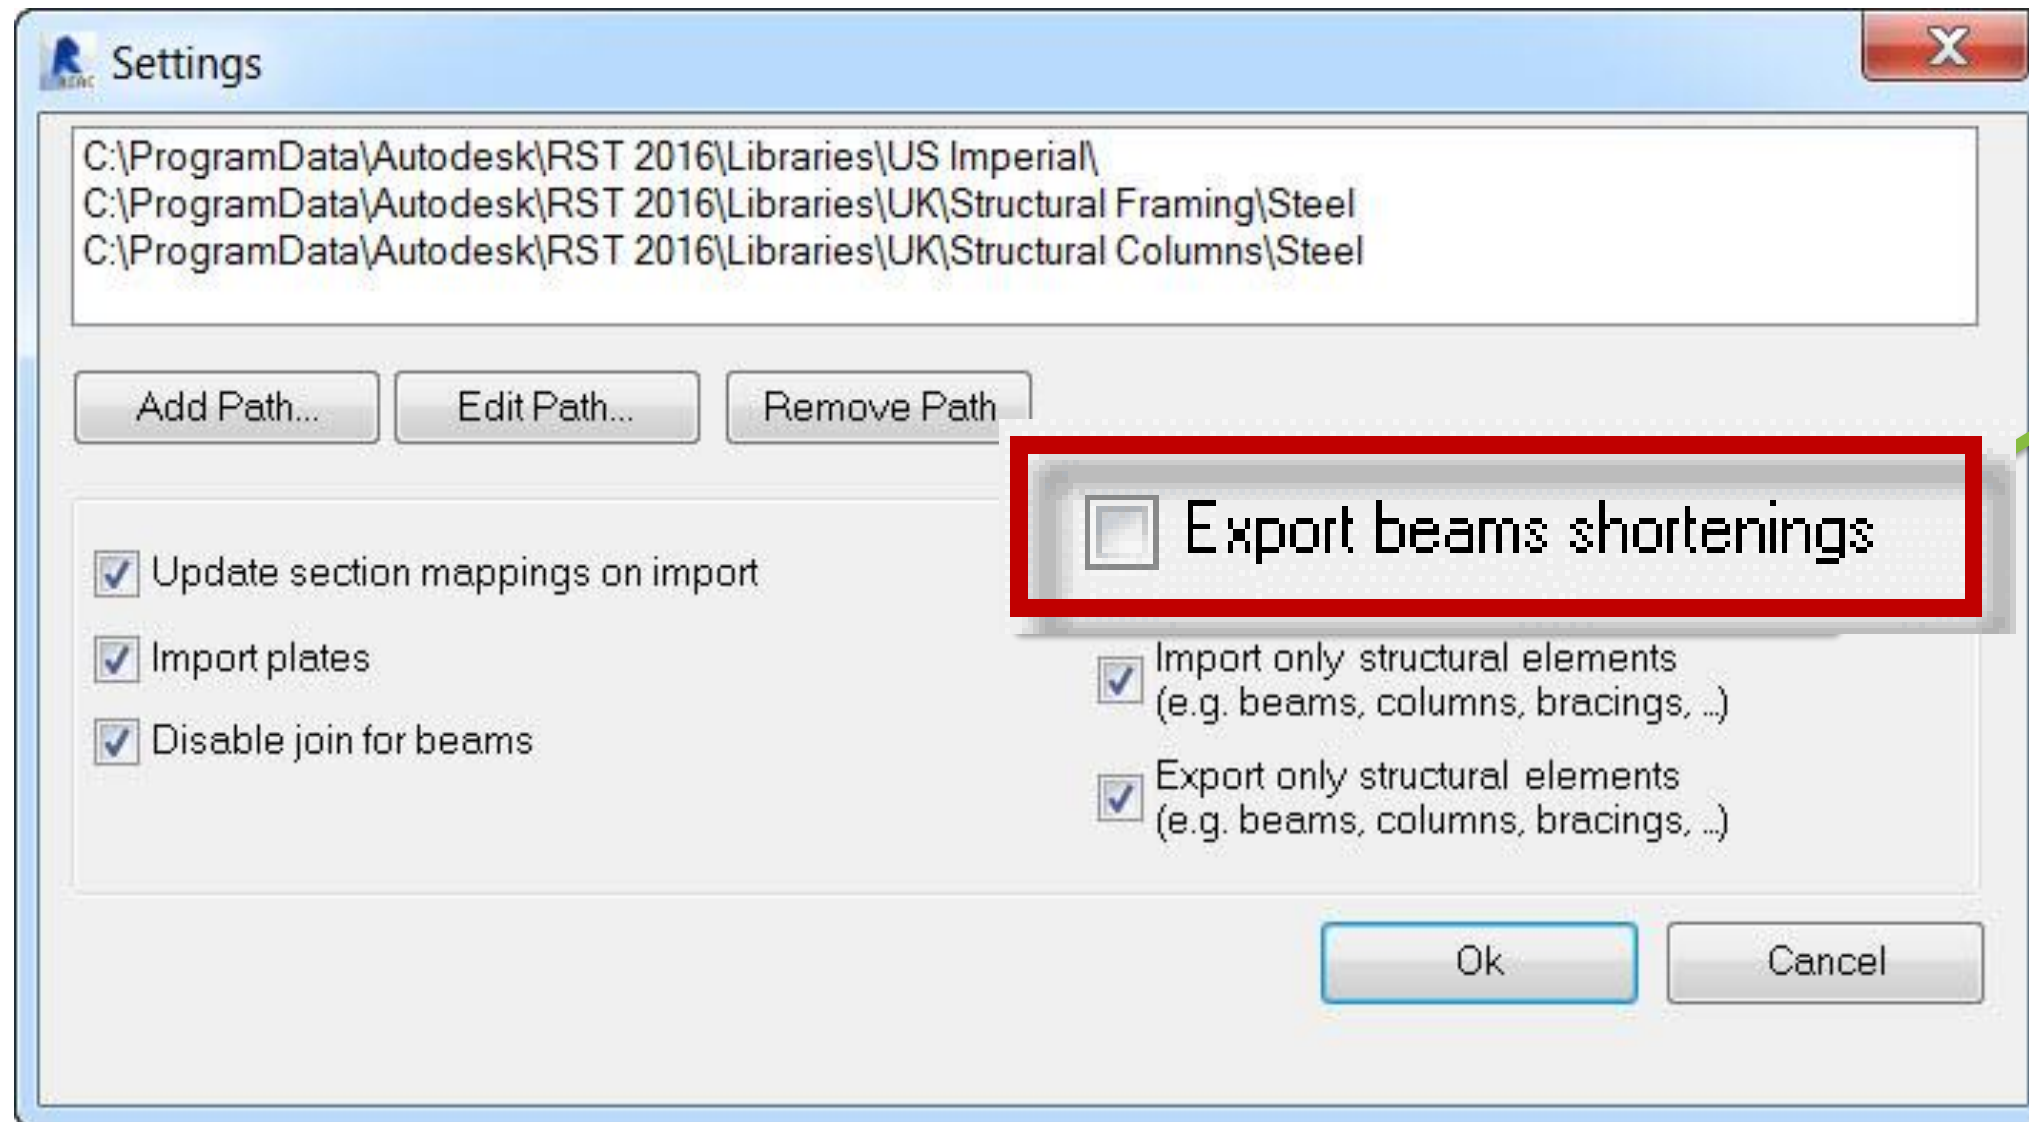 Settings
C:\ProgramData\Autodesk\RST 2016\Libraries\US Imperial\
C:\ProgramData\Autodesk\RST 2016\Libraries\UK\Structural Framing\Steel
C:\ProgramData\Autodesk\RST 2016\Libraries\UK\Structural Columns\Steel
Add Path...
Edit Path...
Remove Path
Update section mappings on import
Import plates
Disable join for beams
Export beams shortenings
Import only structural elements
(e.g. beams, columns, bracings, ...)
Export only structural elements
(e.g. beams, columns, bracings, ...)
Ok
Cancel